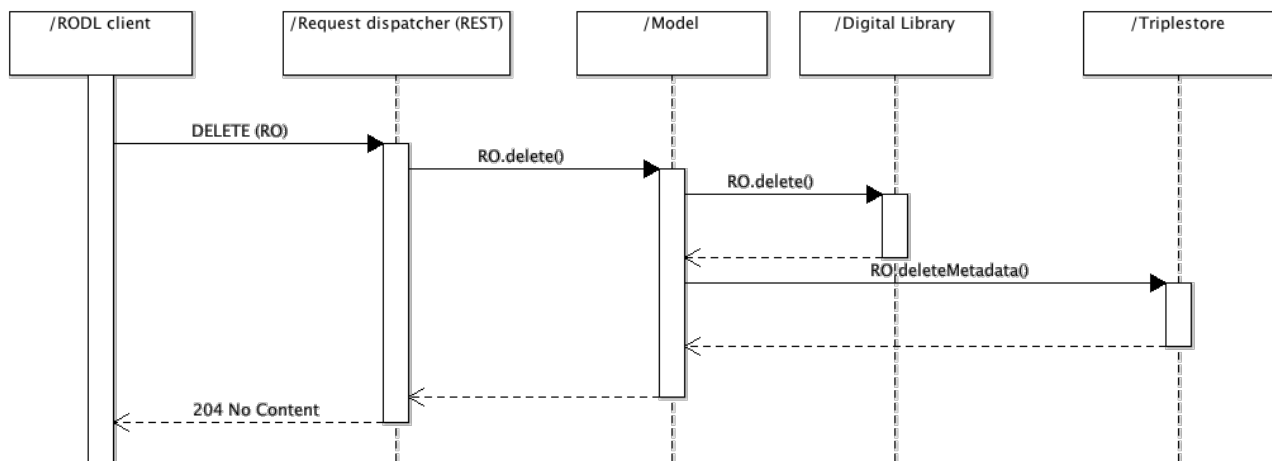 /RODL client
/Request dispatcher (REST)
/Model
/Digital Library
/Triplestore
DELETE (RO)
RO.delete()
RO.delete()
RO.deleteMetadata()
204 No Content